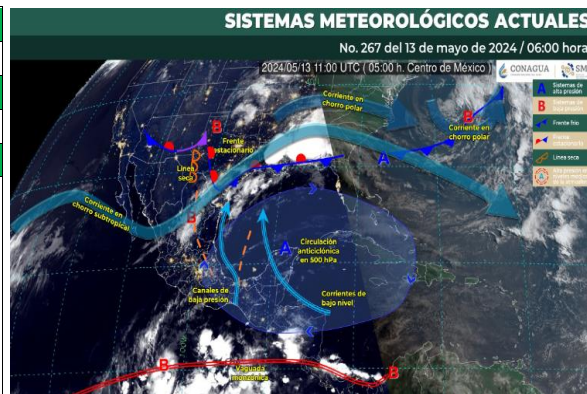 SISTEMAS METEOROLÓGICOS ACTUALES
No. 267 del 13 de mayo de 2024 / 06:00 hora
2024/05/13 11:00 UTC ( 05:00 h. Centro de México )
CONAGUA
SM
A Sistemas de alta presión
B Sistemas de baja presión
Frente frío
Frente estacionario
Línea seca
Corriente en chorro polar
B
B
Corriente en chorro polar
Frente estacionario
A
Línea seca
B
Corriente en chorro subtropical
B
A
Circulación anticiclónica en 500 hPa
Canales de baja presión
Corrientes de bajo nivel
B
Vaguada monzónica
B